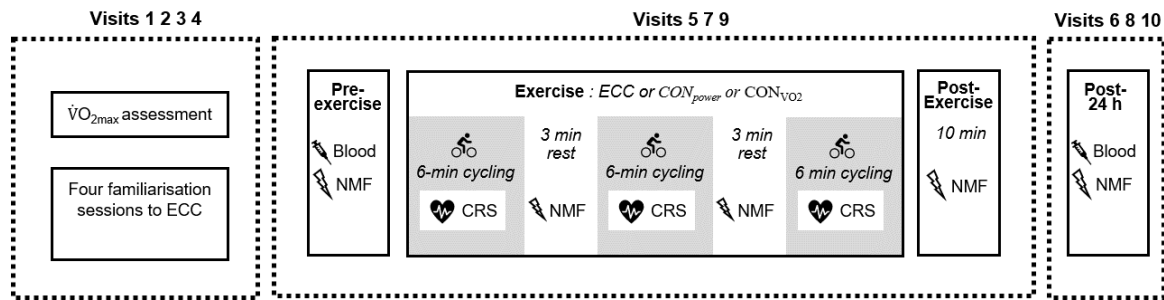 Visits 1 2 3 4
V̇O2max assessment
Four familiarisation
sessions to ECC
Visits 5 7 9
Pre-
exercise
Blood
NMF
Exercise : ECC or CONpower or CONVO2
6-min cycling
CRS
3 min
rest
NMF
6-min cycling
CRS
3 min
rest
NMF
6 min cycling
CRS
Post-
Exercise
10 min
NMF
Visits 6 8 10
Post-
24 h
Blood
NMF